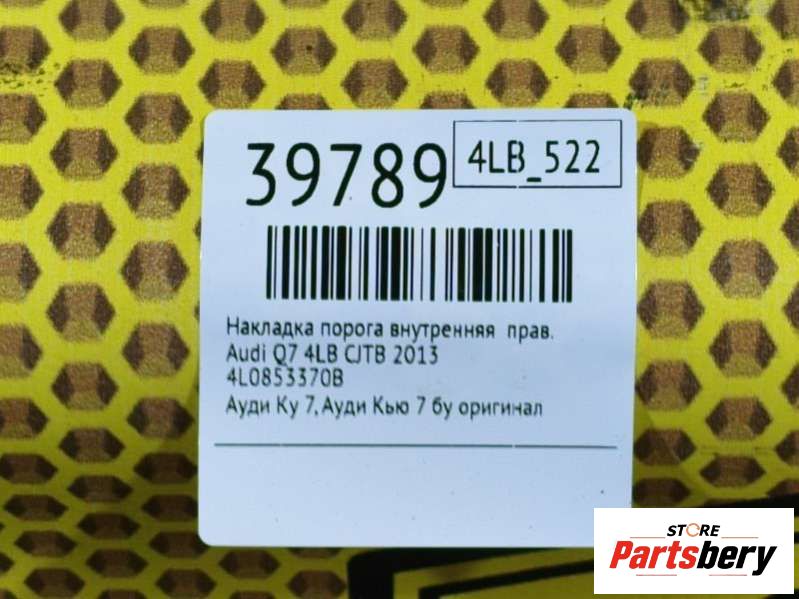 39789
4LB_522
Накладка порога внутренняя прав.
Audi Q7 4LB CJTB 2013
4L0853370B
Ауди Ку 7, Ауди Кью 7 бу оригинал
STORE
Partsbery